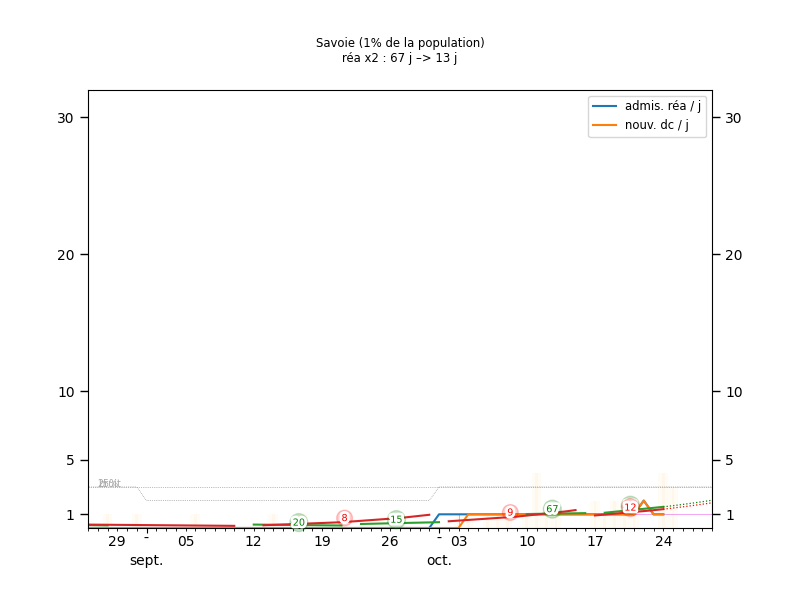 Savoie (1% de la population)
réa x2 : 67 j –> 13 j
admis. réa / j
nouv. dc / j
30 30
20 20
10 10
5 5
1 1
20 8 15 9 67 12
29 - 05 12 19 26 - 03 10 17 24
sept. oct.